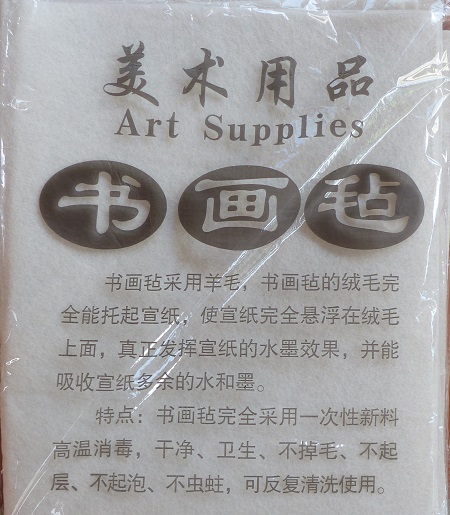 美术用品
Art Supplies
书画毡
书画毡采用羊毛，书画毡的绒毛完
全能托起宣纸，使宣纸完全悬浮在绒毛
上面，真正发挥宣纸的水墨效果，并能
吸收宣纸多余的水和墨。
特点：书画毡完全采用一次性新料
高温消毒，干净、卫生、不掉毛、不起
层、不起泡、不虫蛀，可反复清洗使用。